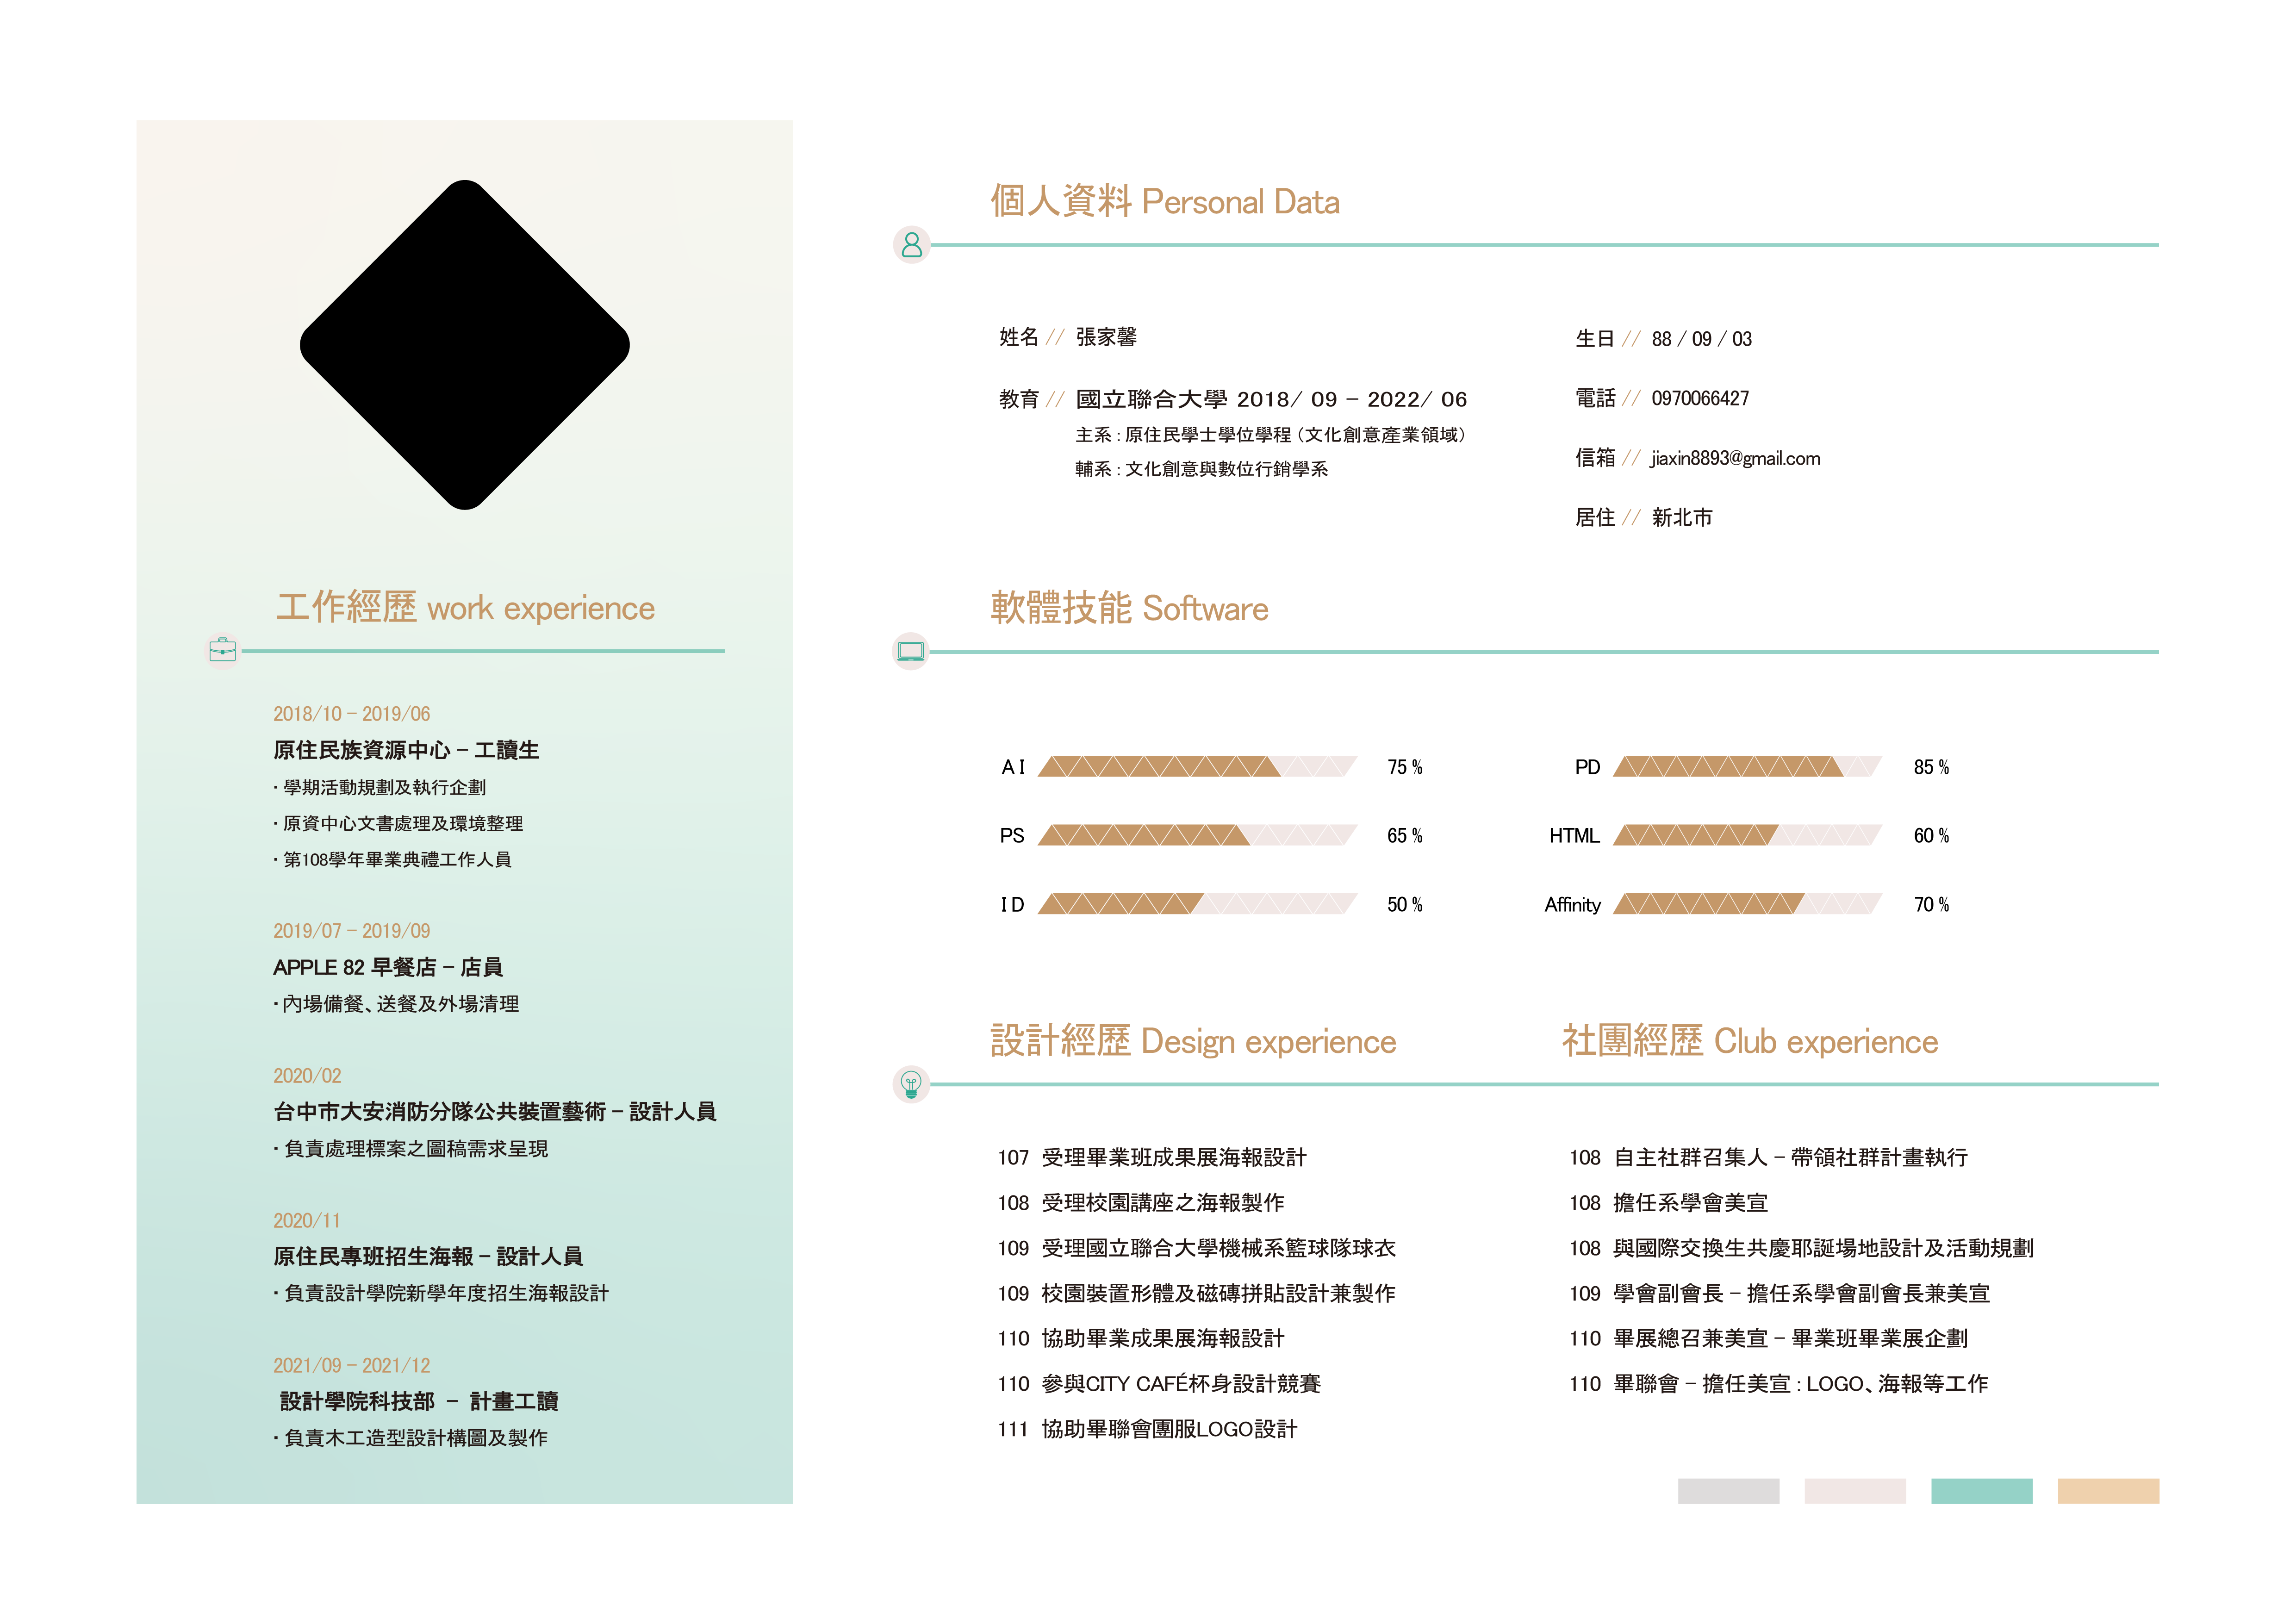 工作經歷 work experience
2018/10 – 2019/06
原住民族資源中心 – 工讀生
・學期活動規劃及執行企劃
・原資中心文書處理及環境整理
・第108學年畢業典禮工作人員
2019/07 – 2019/09
APPLE 82 早餐店 – 店員
・內場備餐、送餐及外場清理
2020/02
台中市大安消防分隊公共裝置藝術 – 設計人員
・負責處理標案之圖稿需求呈現
2020/11
原住民專班招生海報 – 設計人員
・負責設計學院新學年度招生海報設計
2021/09 – 2021/12
設計學院科技部 – 計畫工讀
・負責木工造型設計構圖及製作
個人資料 Personal Data
姓名 // 張家馨
教育 // 國立聯合大學 2018/ 09 – 2022/ 06
主系 : 原住民學士學位學程（文化創意產業領域）
輔系 : 文化創意與數位行銷學系
生日 // 88 / 09 / 03
電話 // 0970066427
信箱 // jiaxin8893@gmail.com
居住 // 新北市
軟體技能 Software
A I 75 %
PS 65 %
I D 50 %
PD 85 %
HTML 60 %
Affinity 70 %
設計經歷 Design experience
107 受理畢業班成果展海報設計
108 受理校園講座之海報製作
109 受理國立聯合大學機械系籃球隊球衣
109 校園裝置形體及磁磚拼貼設計兼製作
110 協助畢業成果展海報設計
110 參與CITY CAFÉ杯身設計競賽
111 協助畢聯會團服LOGO設計
社團經歷 Club experience
108 自主社群召集人 – 帶領社群計畫執行
108 擔任系學會美宣
108 與國際交換生共慶耶誕場地設計及活動規劃
109 學會副會長 – 擔任系學會副會長兼美宣
110 畢展總召兼美宣 – 畢業班畢業展企劃
110 畢聯會 – 擔任美宣 : LOGO、海報等工作